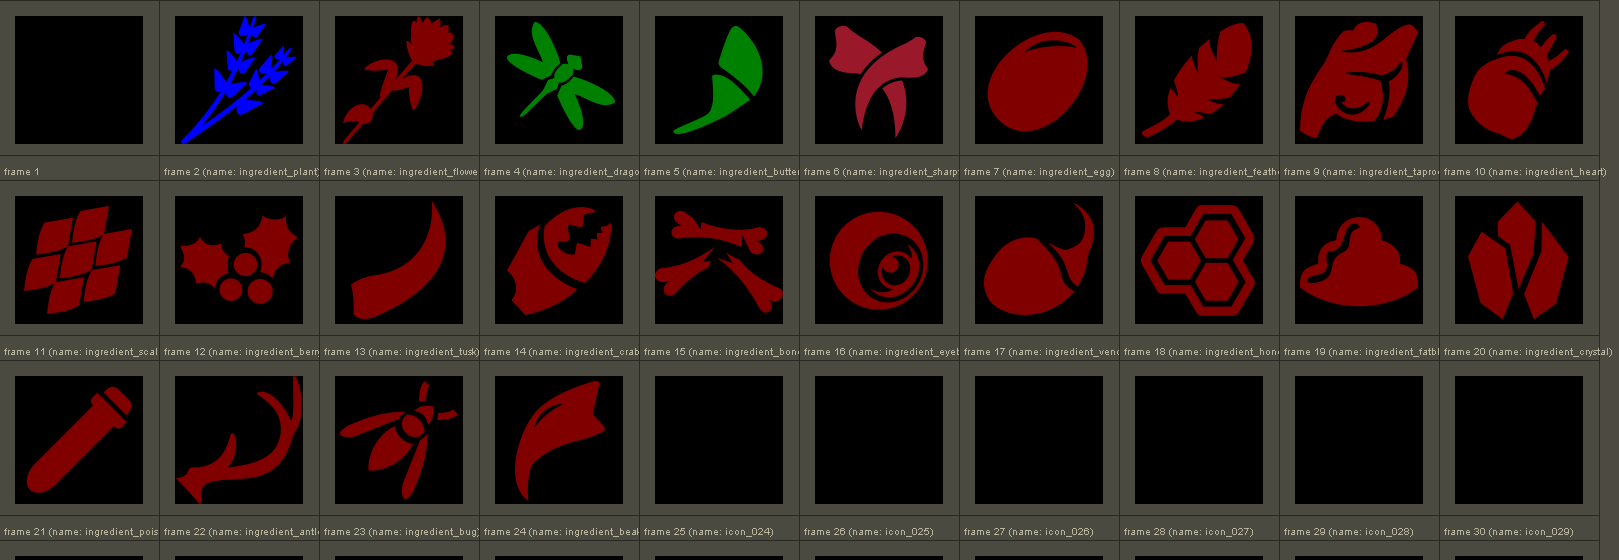 frame 1
frame 2 (name: ingredient_plant)
frame 3 (name: ingredient_flowe
frame 4 (name: ingredient_drago
frame 5 (name: ingredient_butter
frame 6 (name: ingredient_sharp
frame 7 (name: ingredient_egg)
frame 8 (name: ingredient_feath
frame 9 (name: ingredient_tapro
frame 10 (name: ingredient_heart)
frame 11 (name: ingredient_scal
frame 12 (name: ingredient_berr
frame 13 (name: ingredient_tusk)
frame 14 (name: ingredient_crab
frame 15 (name: ingredient_bon
frame 16 (name: ingredient_eyeb
frame 17 (name: ingredient_veno
frame 18 (name: ingredient_hon
frame 19 (name: ingredient_fatbl
frame 20 (name: ingredient_crystal)
frame 21 (name: ingredient_pois
frame 22 (name: ingredient_antl
frame 23 (name: ingredient_bug)
frame 24 (name: ingredient_beak
frame 25 (name: icon_024)
frame 26 (name: icon_025)
frame 27 (name: icon_026)
frame 28 (name: icon_027)
frame 29 (name: icon_028)
frame 30 (name: icon_029)